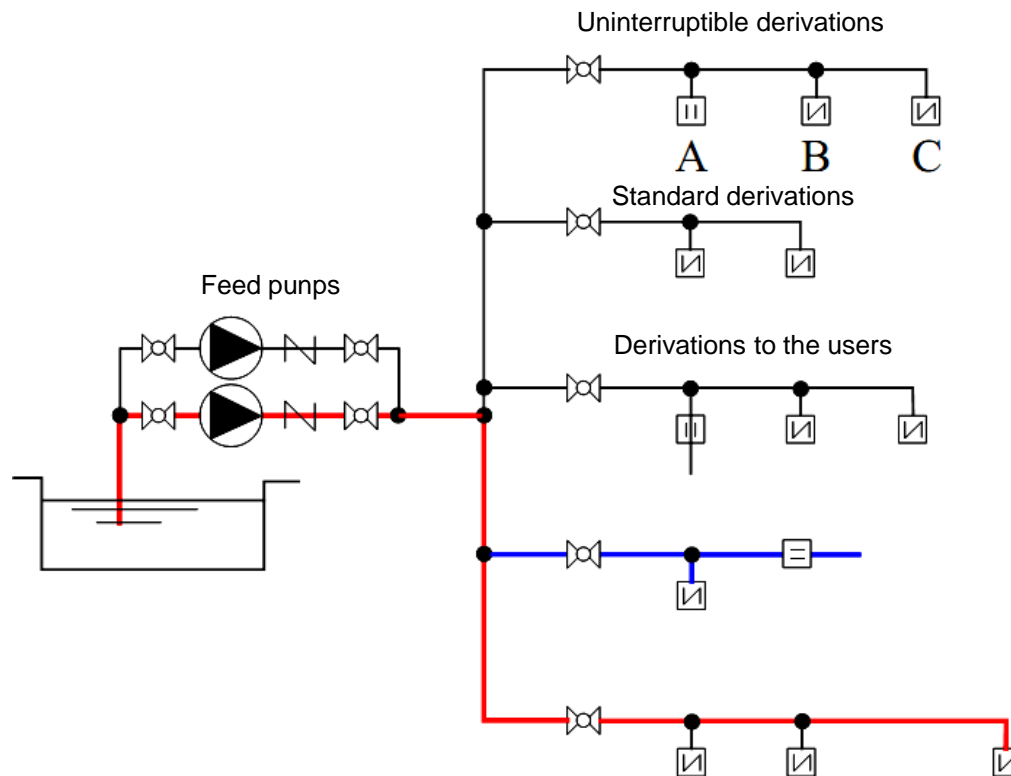 Uninterruptible derivations
A B C
Standard derivations
Feed punps
Derivations to the users